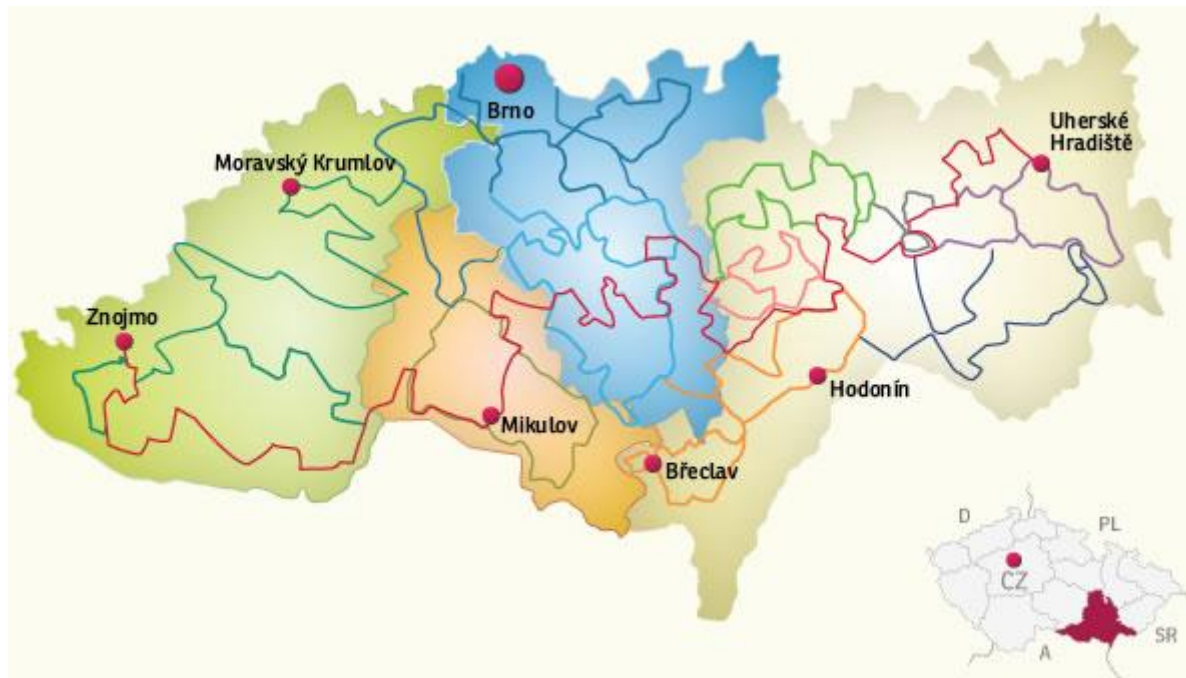 Brno
Uherské
Hradiště
Moravský Krumlov
Znojmo
Hodonín
Mikulov
Břeclav
D
PL
CZ
SR
A